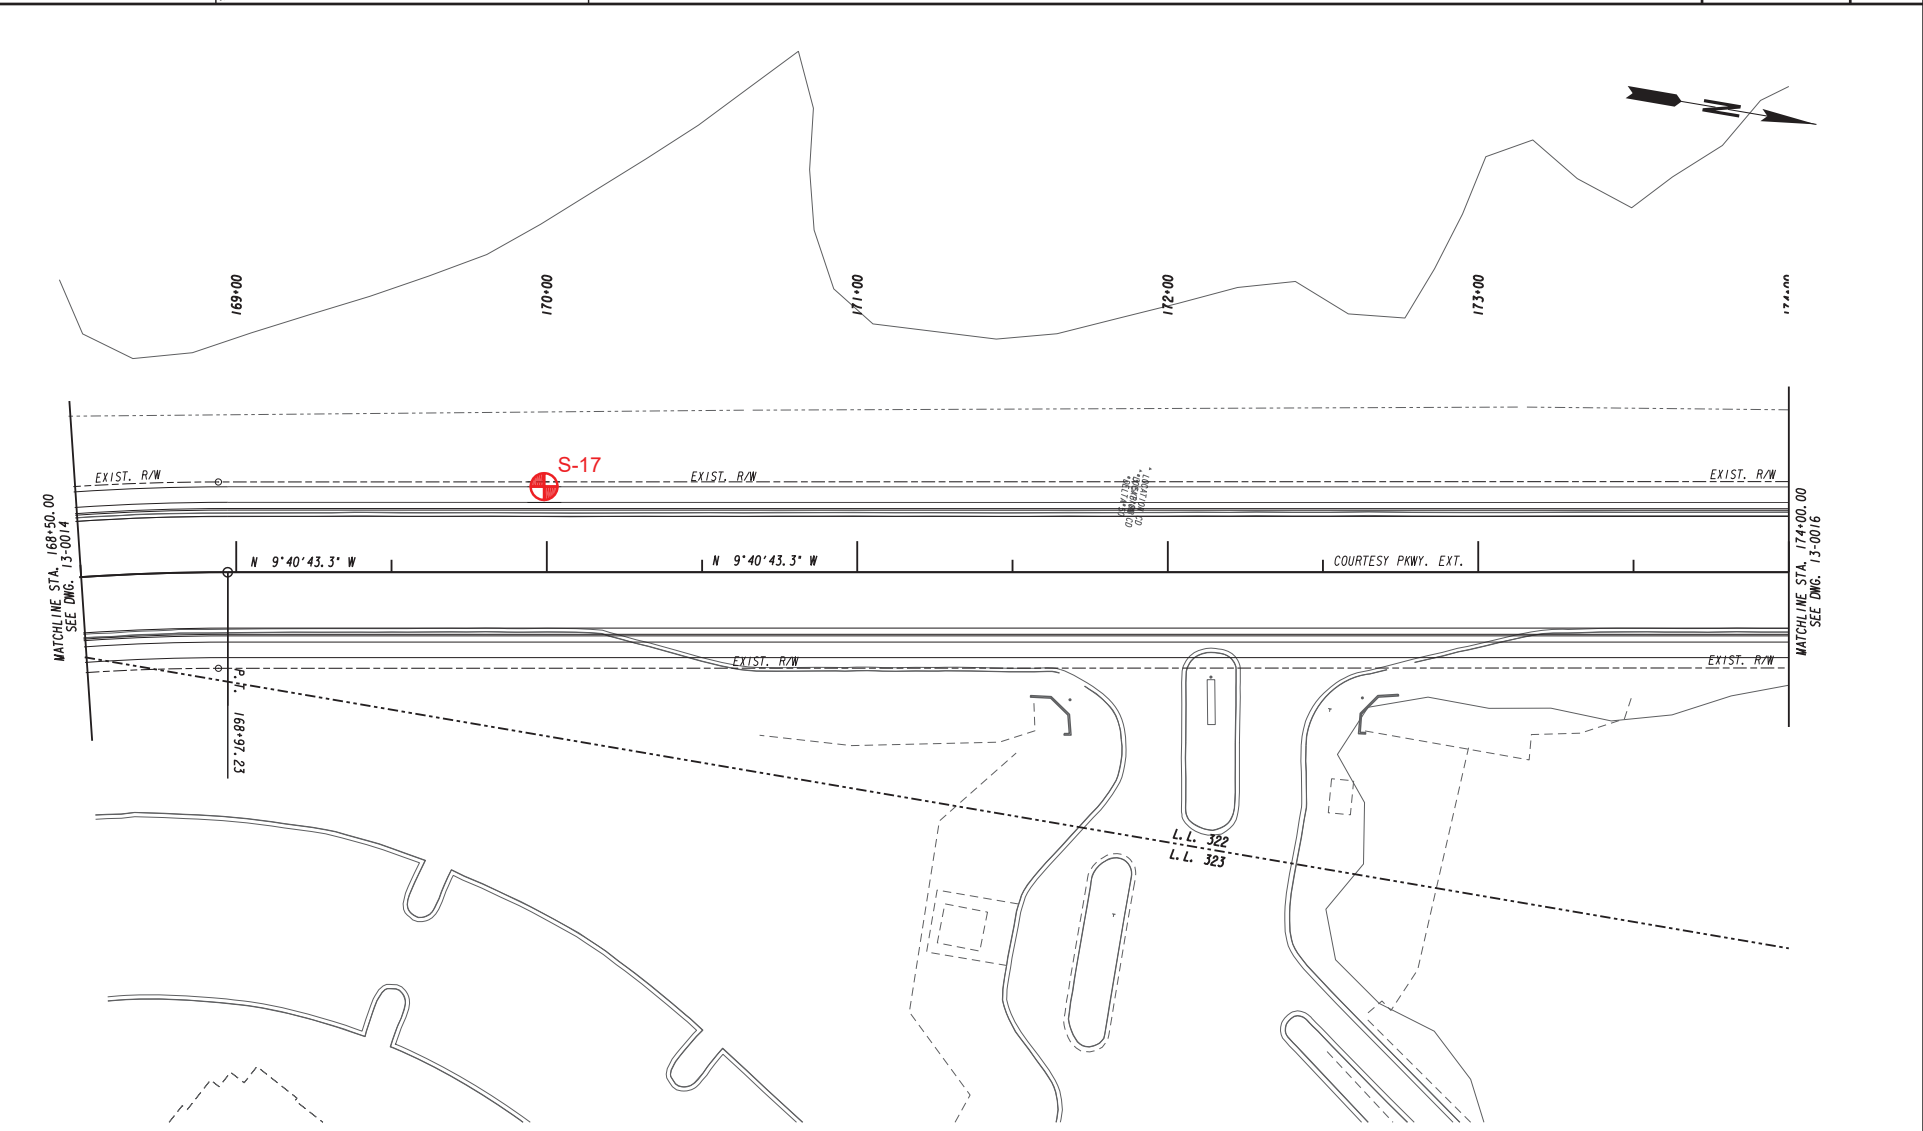 N
169+00
170+00
171+00
172+00
173+00
174+00
S-17
EXIST. R/W
EXIST. R/W
EXIST. R/W
MATCHLINE STA. 168+50.00
SEE DWG. 13-0014
N 9°40'43.3" W
N 9°40'43.3" W
COURTESY PKWY. EXT.
MATCHLINE STA. 174+00.00
SEE DWG. 13-0016
EXIST. R/W
EXIST. R/W
P.T. 168+97.23
L.L. 322
L.L. 323